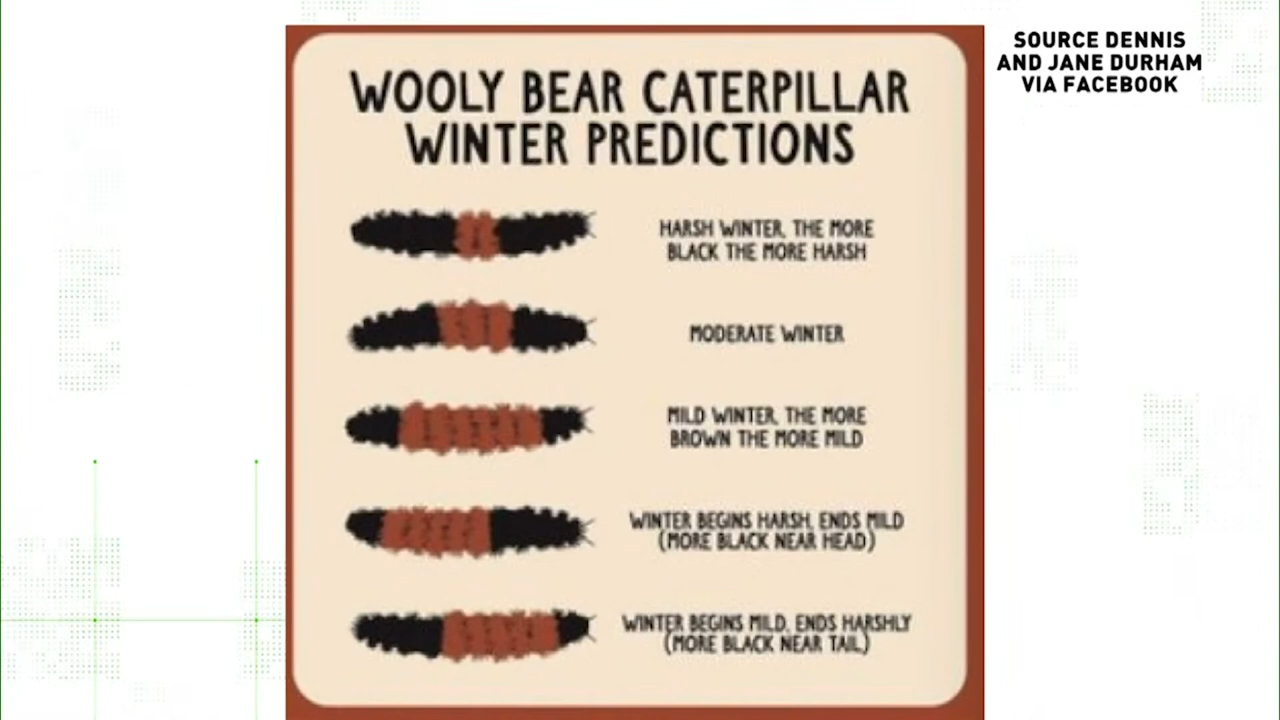 WOOLY BEAR CATERPILLAR
WINTER PREDICTIONS
HARSH WINTER, THE MORE
BLACK THE MORE HARSH
MODERATE WINTER
MILD WINTER, THE MORE
BROWN THE MORE MILD
WINTER BEGINS HARSH, ENDS MILD
(MORE BLACK NEAR HEAD)
WINTER BEGINS MILD, ENDS HARSHLY
(MORE BLACK NEAR TAIL)
SOURCE DENNIS
AND JANE DURHAM
VIA FACEBOOK